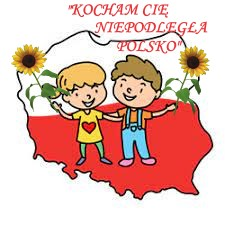 "KOCHAM CIĘ
NIEPODLEGŁA
POLSKO"